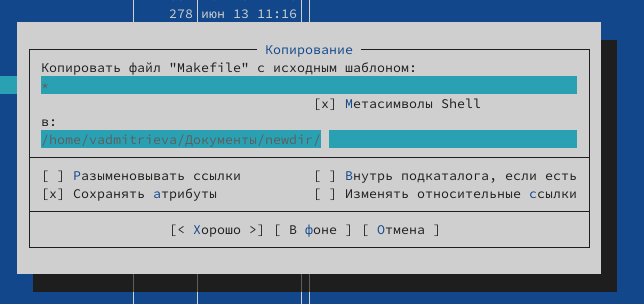 278 июн 13 11:16
Копирование
Копировать файл "Makefile" с исходным шаблоном:
*
[x] Метасимволы Shell
в:
/home/vadmitrieva/Документы/newdir/
[ ] Разыменовывать ссылки [ ] Внутрь подкаталога, если есть
[x] Сохранять атрибуты [ ] Изменять относительные ссылки
[< Хорошо >] [ В фоне ] [ Отмена ]